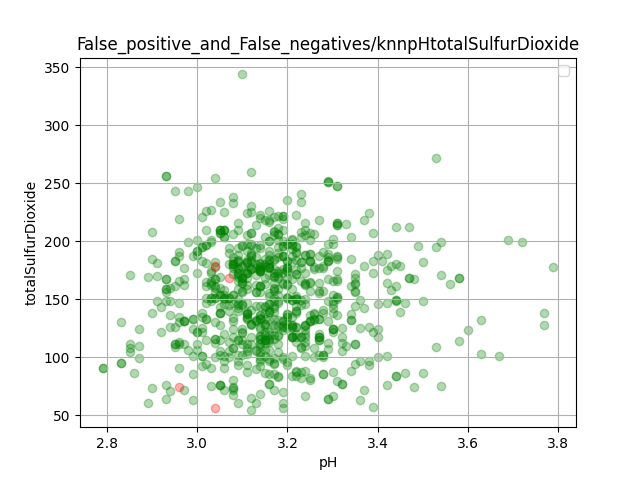 False_positive_and_False_negatives/knnpHtotalSulfurDioxide
350
300
250
200
150
100
50
totalSulfurDioxide
2.8 3.0 3.2 3.4 3.6 3.8
pH